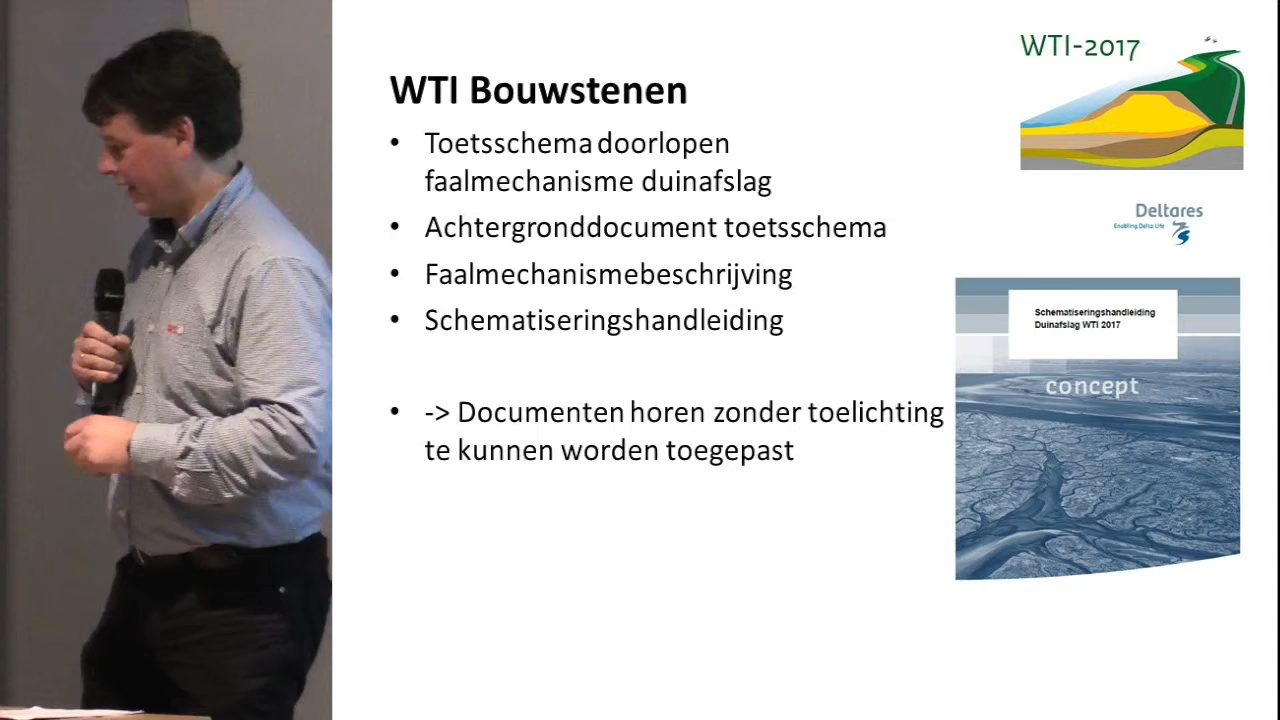 WTI-2017
WTI Bouwstenen
• Toetsschema doorlopen
faalmechanisme duinafslag
• Achtergronddocument toetsschema
• Faalmechanismebeschrijving
• Schematiseringshandleiding
• -> Documenten horen zonder toelichting
te kunnen worden toegepast
Deltares
Enabling Delta Life
Schematiseringshandleiding
Duinafslag WTI 2017
concept